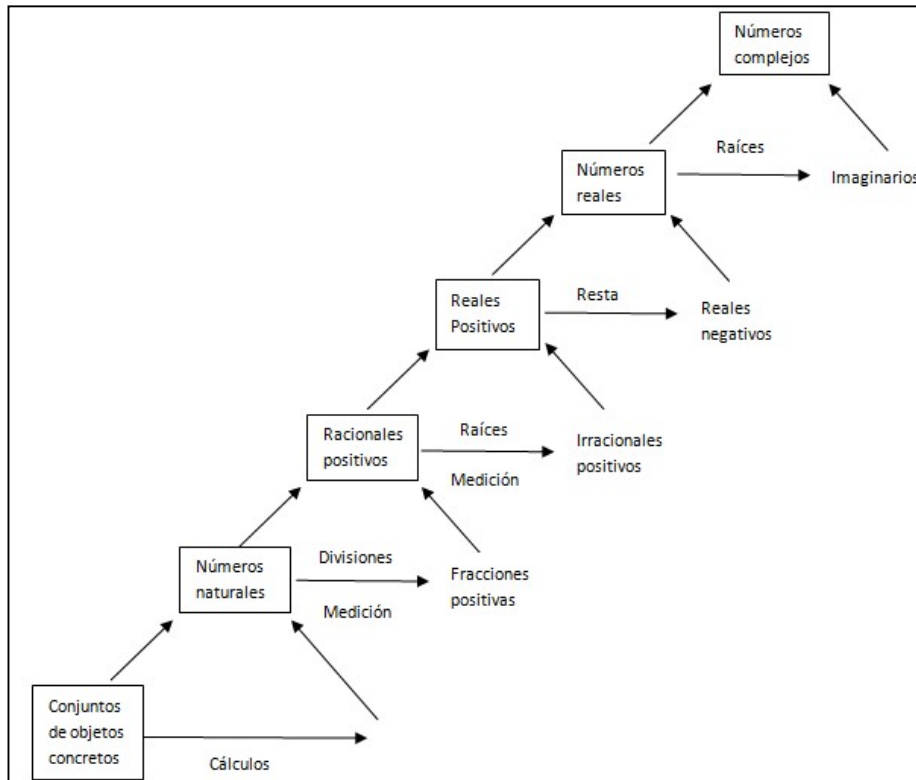 Números
complejos
Raíces
Números
reales
Imaginarios
Reales
Positivos
Resta
Reales
negativos
Racionales
positivos
Raíces
Medición
Irracionales
positivos
Números
naturales
Divisiones
Medición
Fracciones
positivas
Conjuntos
de objetos
concretos
Cálculos